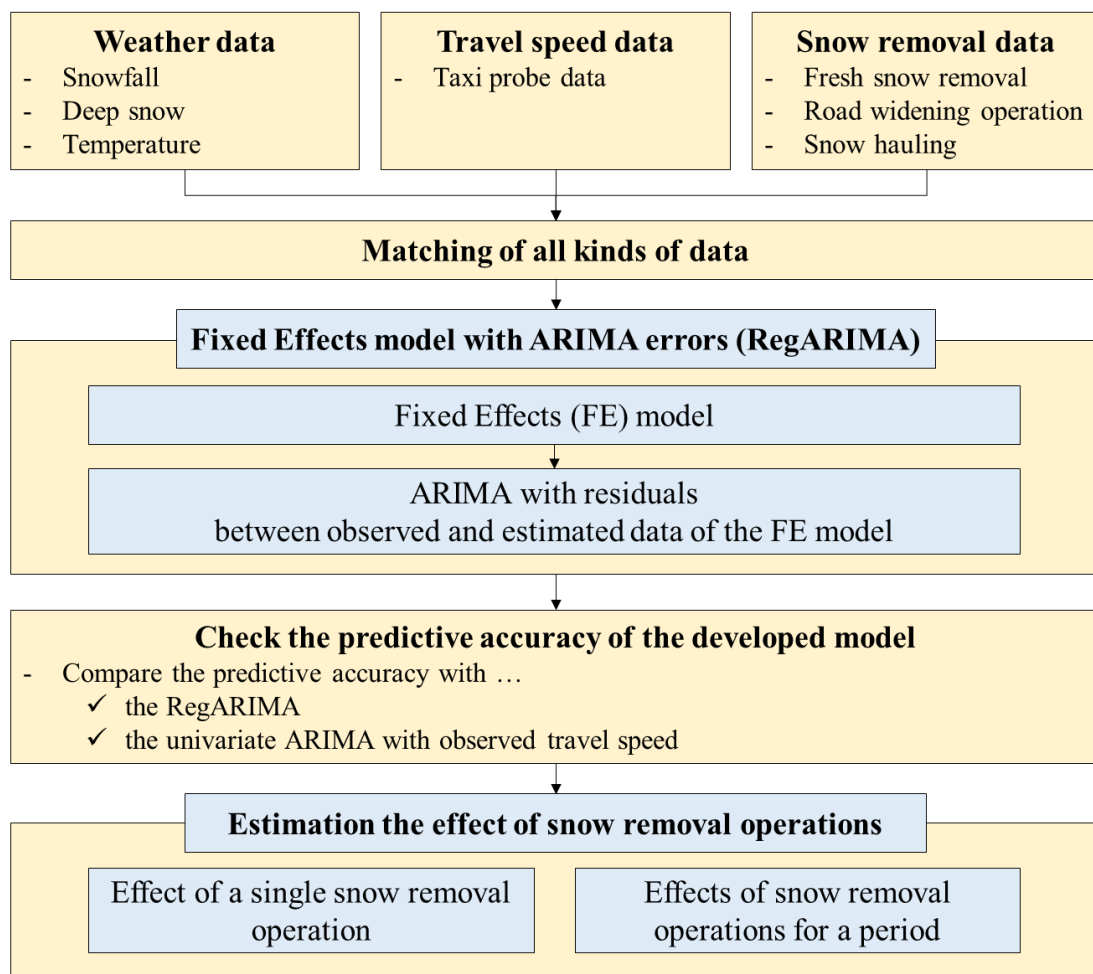 Weather data
- Snowfall
- Deep snow
- Temperature
Travel speed data
- Taxi probe data
Snow removal data
- Fresh snow removal
- Road widening operation
- Snow hauling
Matching of all kinds of data
Fixed Effects model with ARIMA errors (RegARIMA)
Fixed Effects (FE) model
ARIMA with residuals
between observed and estimated data of the FE model
Check the predictive accuracy of the developed model
- Compare the predictive accuracy with …
✓ the RegARIMA
✓ the univariate ARIMA with observed travel speed
Estimation the effect of snow removal operations
Effect of a single snow removal
operation
Effects of snow removal
operations for a period